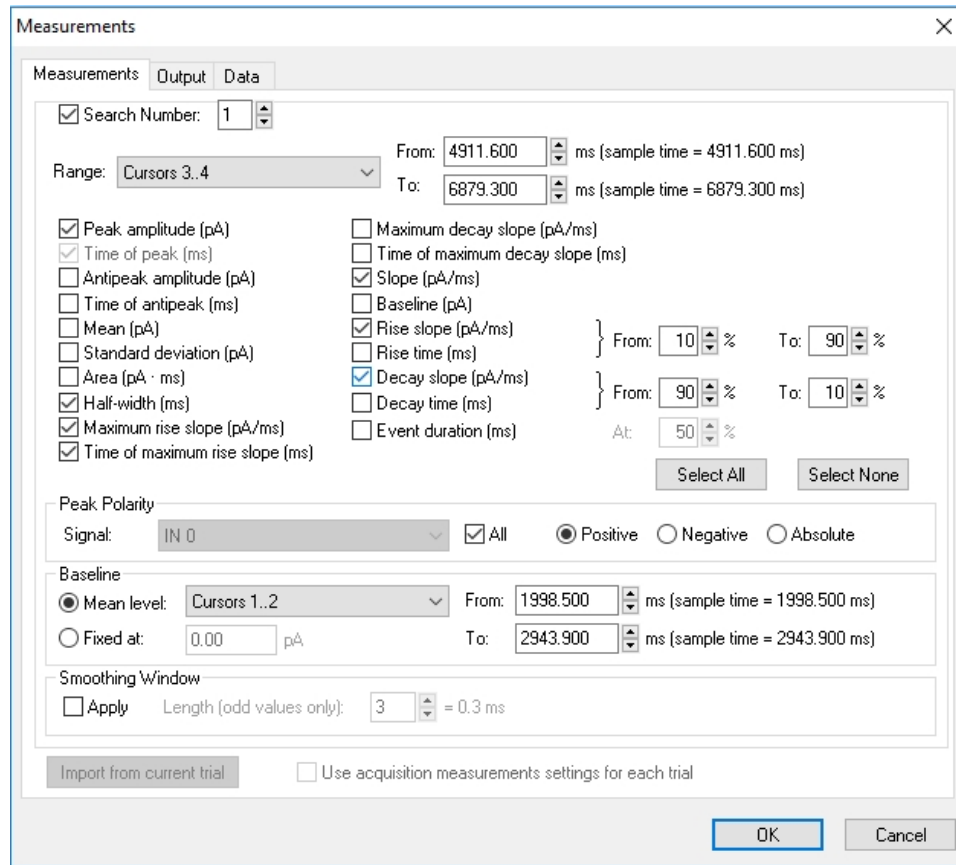 Measurements
Measurements Output Data
Search Number: 1
Range: Cursors 3..4
From: 4911.600 ms (sample time = 4911.600 ms)
To: 6879.300 ms (sample time = 6879.300 ms)
Peak amplitude (pA) Maximum decay slope (pA/ms)
Time of peak (ms) Time of maximum decay slope (ms)
Antipeak amplitude (pA) Slope (pA/ms)
Time of antipeak (ms) Baseline (pA)
Mean (pA) Rise slope (pA/ms) } From: 10 % To: 90 %
Standard deviation (pA) Rise time (ms)
Area (pA · ms) Decay slope (pA/ms) } From: 90 % To: 10 %
Half-width (ms) Decay time (ms)
Maximum rise slope (pA/ms) Event duration (ms) At: 50 %
Time of maximum rise slope (ms)
Select All Select None
Peak Polarity
Signal: IN 0 All Positive Negative Absolute
Baseline
Mean level: Cursors 1..2 From: 1998.500 ms (sample time = 1998.500 ms)
Fixed at: 0.00 pA To: 2943.900 ms (sample time = 2943.900 ms)
Smoothing Window
Apply Length (odd values only): 3 = 0.3 ms
Import from current trial Use acquisition measurements settings for each trial
OK Cancel